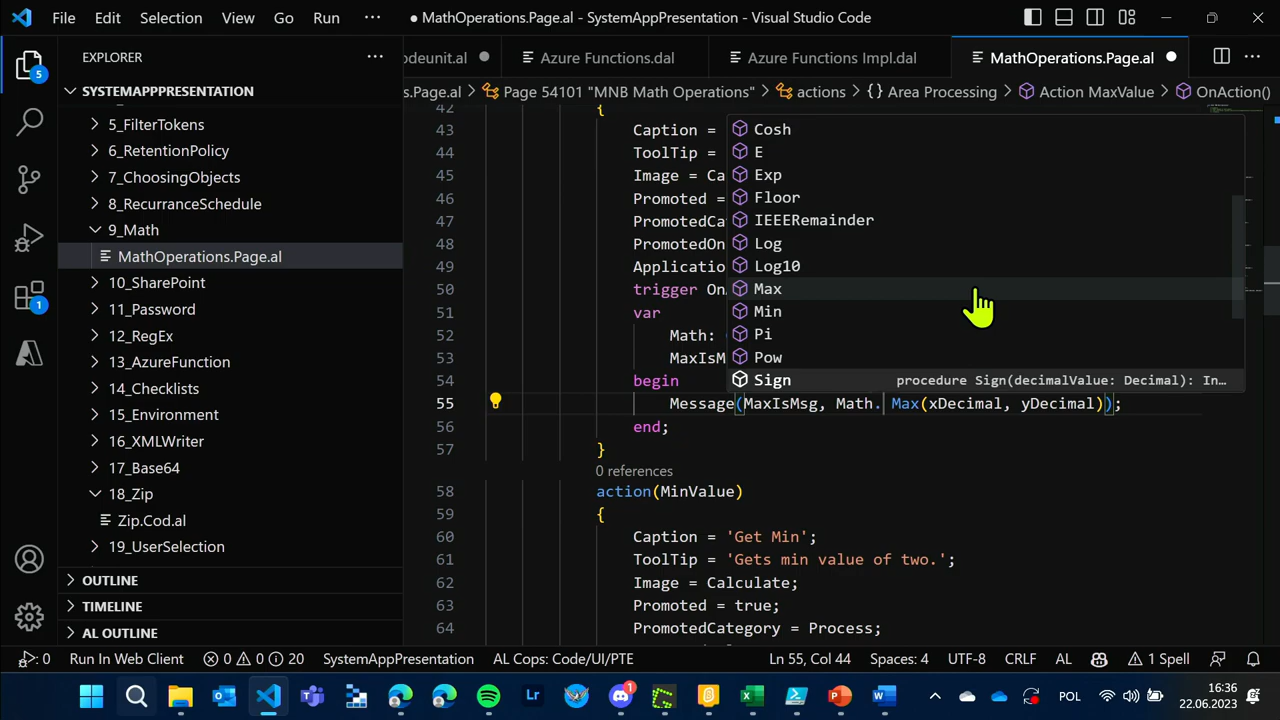 File Edit Selection View Go Run ··· ● MathOperations.Page.al - SystemAppPresentation - Visual Studio Code
EXPLORER ···
SYSTEMAPPPRESENTATION
5_FilterTokens
6_RetentionPolicy
7_ChoosingObjects
8_RecurranceSchedule
9_Math
MathOperations.Page.al
10_SharePoint
11_Password
12_RegEx
13_AzureFunction
14_Checklists
15_Environment
16_XMLWriter
17_Base64
18_Zip
Zip.Cod.al
19_UserSelection
OUTLINE
TIMELINE
AL OUTLINE
5
1
odeunit.al ● Azure Functions.dal Azure Functions Impl.dal MathOperations.Page.al ●
s.Page.al > Page 54101 "MNB Math Operations" > actions > {} Area Processing > Action MaxValue > OnAction()
42 {
43 Caption =
44 ToolTip =
45 Image = Ca
46 Promoted =
47 PromotedCa
48 PromotedOn
49 Applicatio
50 trigger On
51 var
52 Math:
53 MaxIsM
54 begin
55 Message(MaxIsMsg, Math. Max(xDecimal, yDecimal));
56 end;
57 }
0 references
58 action(MinValue)
59 {
60 Caption = 'Get Min';
61 ToolTip = 'Gets min value of two.';
62 Image = Calculate;
63 Promoted = true;
64 PromotedCategory = Process;
Cosh
E
Exp
Floor
IEEERemainder
Log
Log10
Max
Min
Pi
Pow
Sign procedure Sign(decimalValue: Decimal): In...
: 0 Run In Web Client 0 0 20 SystemAppPresentation AL Cops: Code/UI/PTE Ln 55, Col 44 Spaces: 4 UTF-8 CRLF AL 1 Spell
Lr 1 POL 16:36
22.06.2023